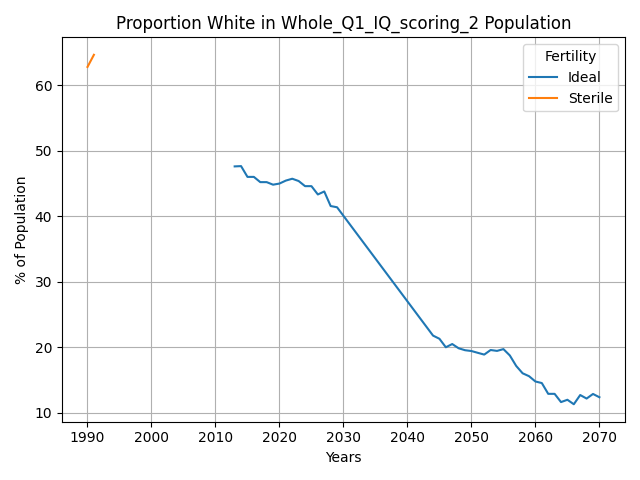 Proportion White in Whole_Q1_IQ_scoring_2 Population
Fertility
Ideal
Sterile
% of Population
60
50
40
30
20
10
1990 2000 2010 2020 2030 2040 2050 2060 2070
Years